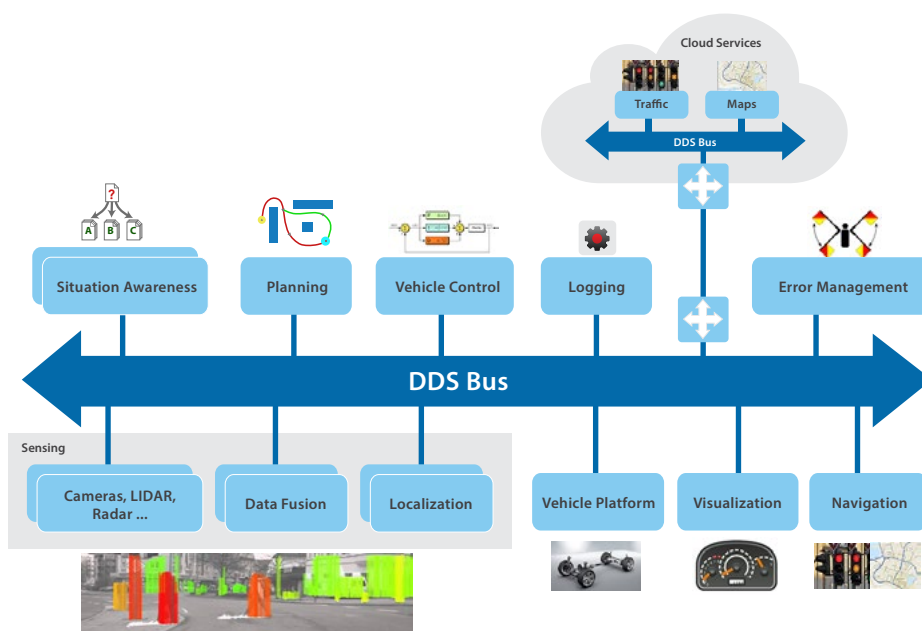 Cloud Services
Traffic
Maps
DDS Bus
?
A
B
C
Situation Awareness
Planning
Vehicle Control
Logging
Error Management
DDS Bus
Sensing
Cameras, LIDAR,
Radar ...
Data Fusion
Localization
Vehicle Platform
Visualization
Navigation